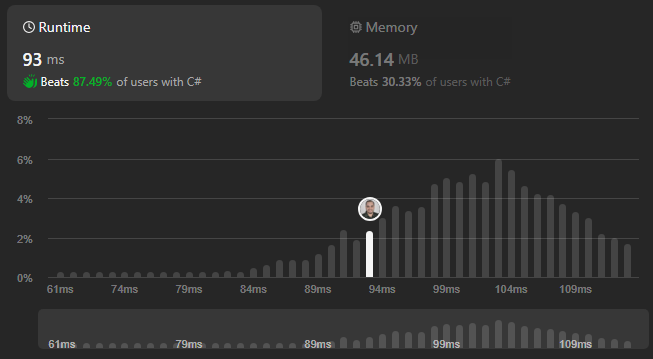 Runtime
Memory
93 ms
46.14 MB
Beats 87.49% of users with C#
Beats 30.33% of users with C#
8%
6%
4%
2%
0%
61ms 74ms 79ms 84ms 89ms 94ms 99ms 104ms 109ms
61ms 79ms 89ms 99ms 109ms